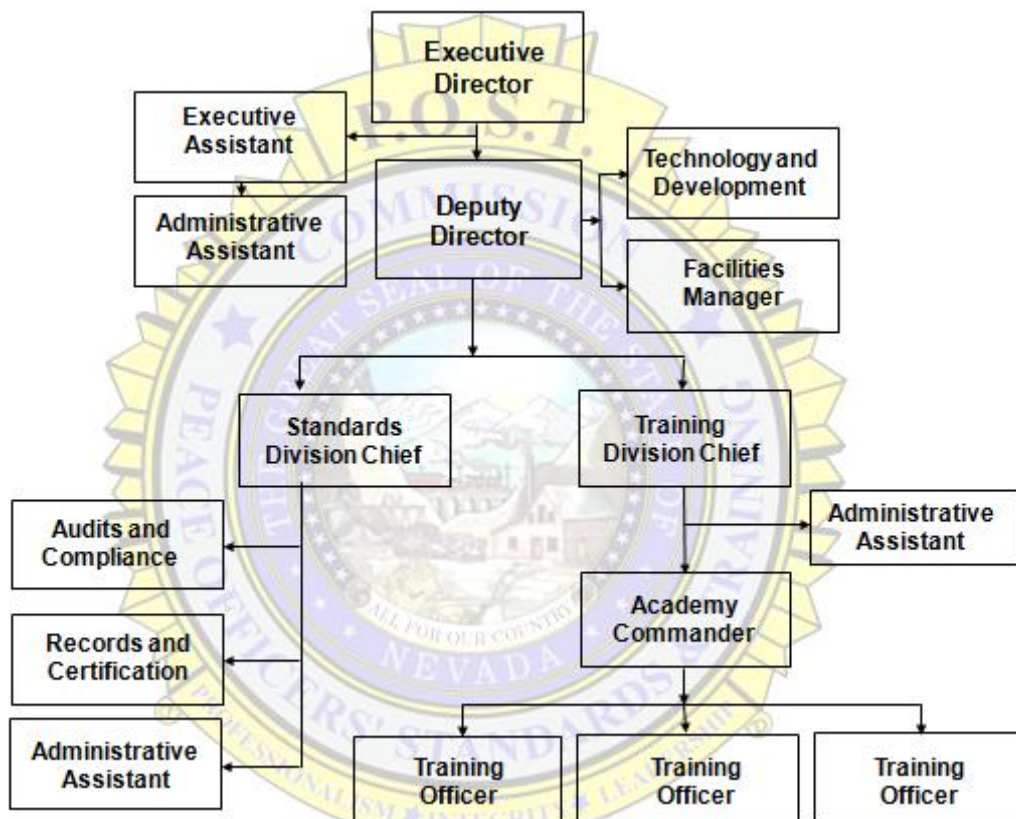 Executive
Director
P.O.S.T.
Executive
Assistant
Technology and
Development
Administrative
Assistant
Deputy
Director
COMMISSION
Facilities
Manager
THE GREAT SEAL OF THE STATE OF
NEVADA
PEACE OFFICERS' STANDARDS & TRAINING
Standards
Division Chief
Training
Division Chief
Audits and
Compliance
Administrative
Assistant
ALL FOR OUR COUNTRY
Academy
Commander
Records and
Certification
Administrative
Assistant
Training
Officer
Training
Officer
Training
Officer
PROFESSIONALISM ★ INTEGRITY ★ LEADERSHIP